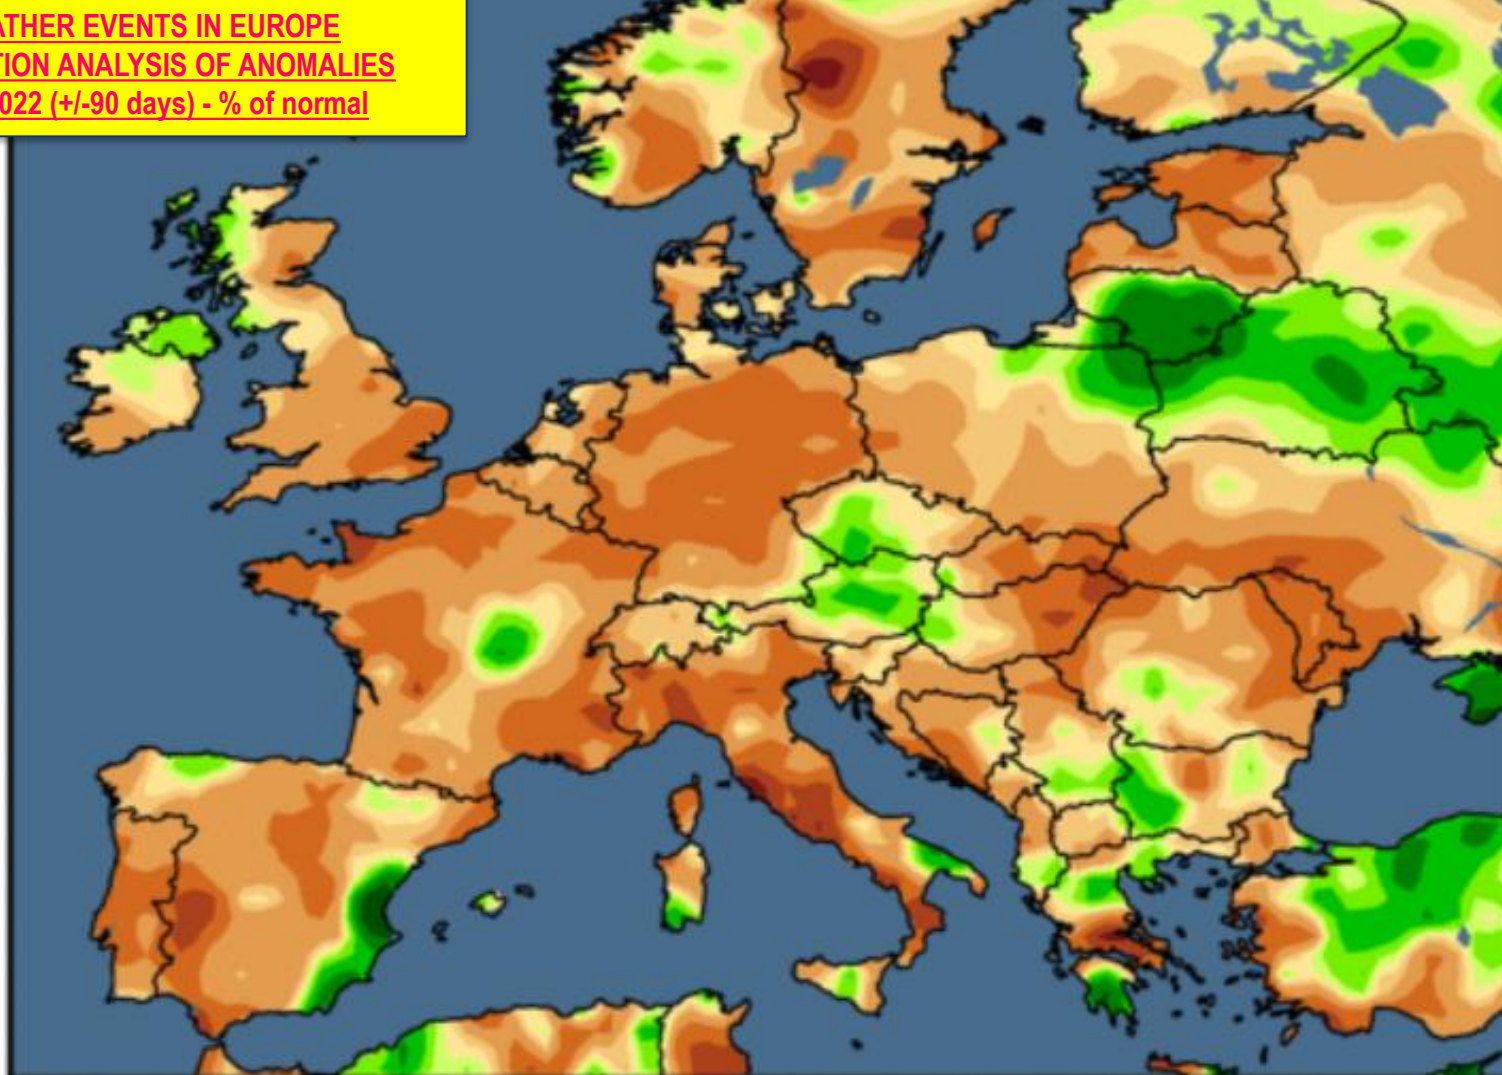 ATHER EVENTS IN EUROPE
TION ANALYSIS OF ANOMALIES
022 (+/-90 days) - % of normal